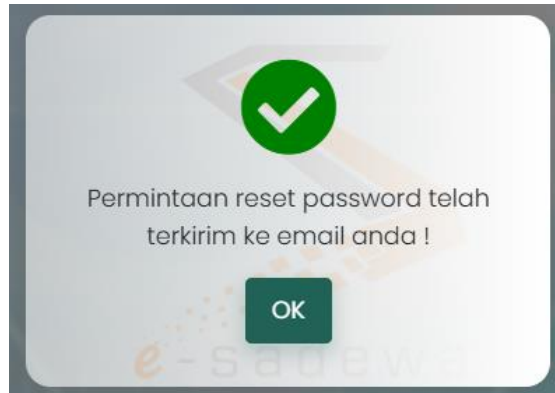 Permintaan reset password telah
terkirim ke email anda !
OK
e-sadewa